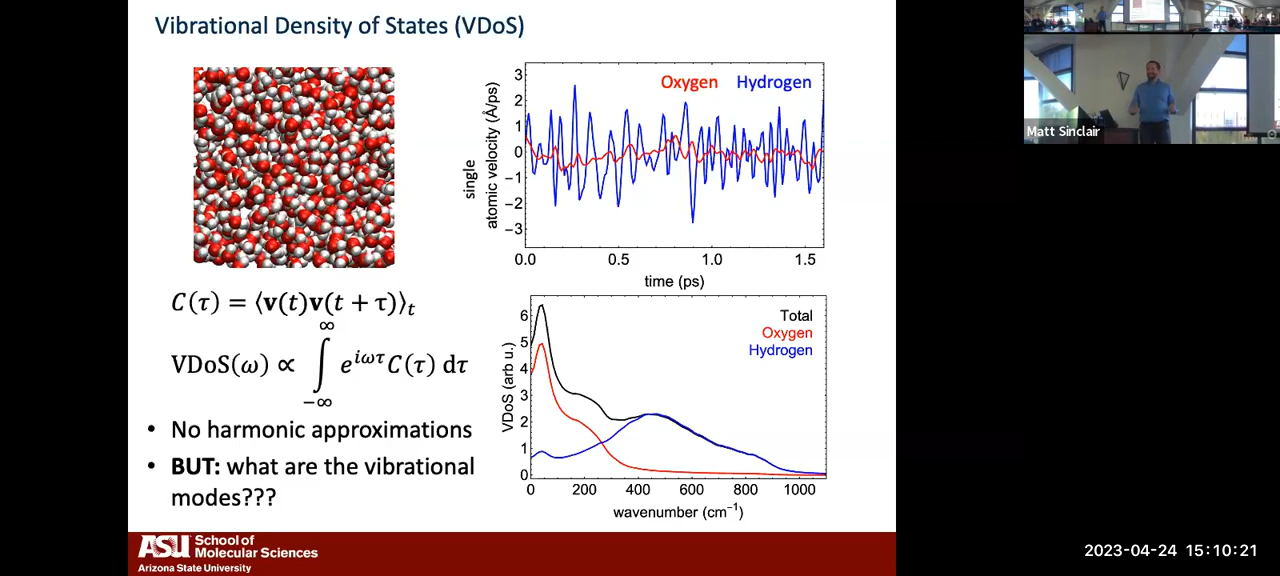 Vibrational Density of States (VDoS)
Oxygen Hydrogen
3
2
1
0
−1
−2
−3
single
atomic velocity (Å/ps)
0.0 0.5 1.0 1.5
time (ps)
C(τ) = ⟨v(t)v(t + τ)⟩t
∞
VDoS(ω) ∝ ∫ e^{iωτ}C(τ) dτ
−∞
• No harmonic approximations
• BUT: what are the vibrational
modes???
6
5
4
3
2
1
0
VDoS (arb u.)
Total
Oxygen
Hydrogen
0 200 400 600 800 1000
wavenumber (cm⁻¹)
ASU School of
Molecular Sciences
Arizona State University
Matt Sinclair
2023-04-24 15:10:21